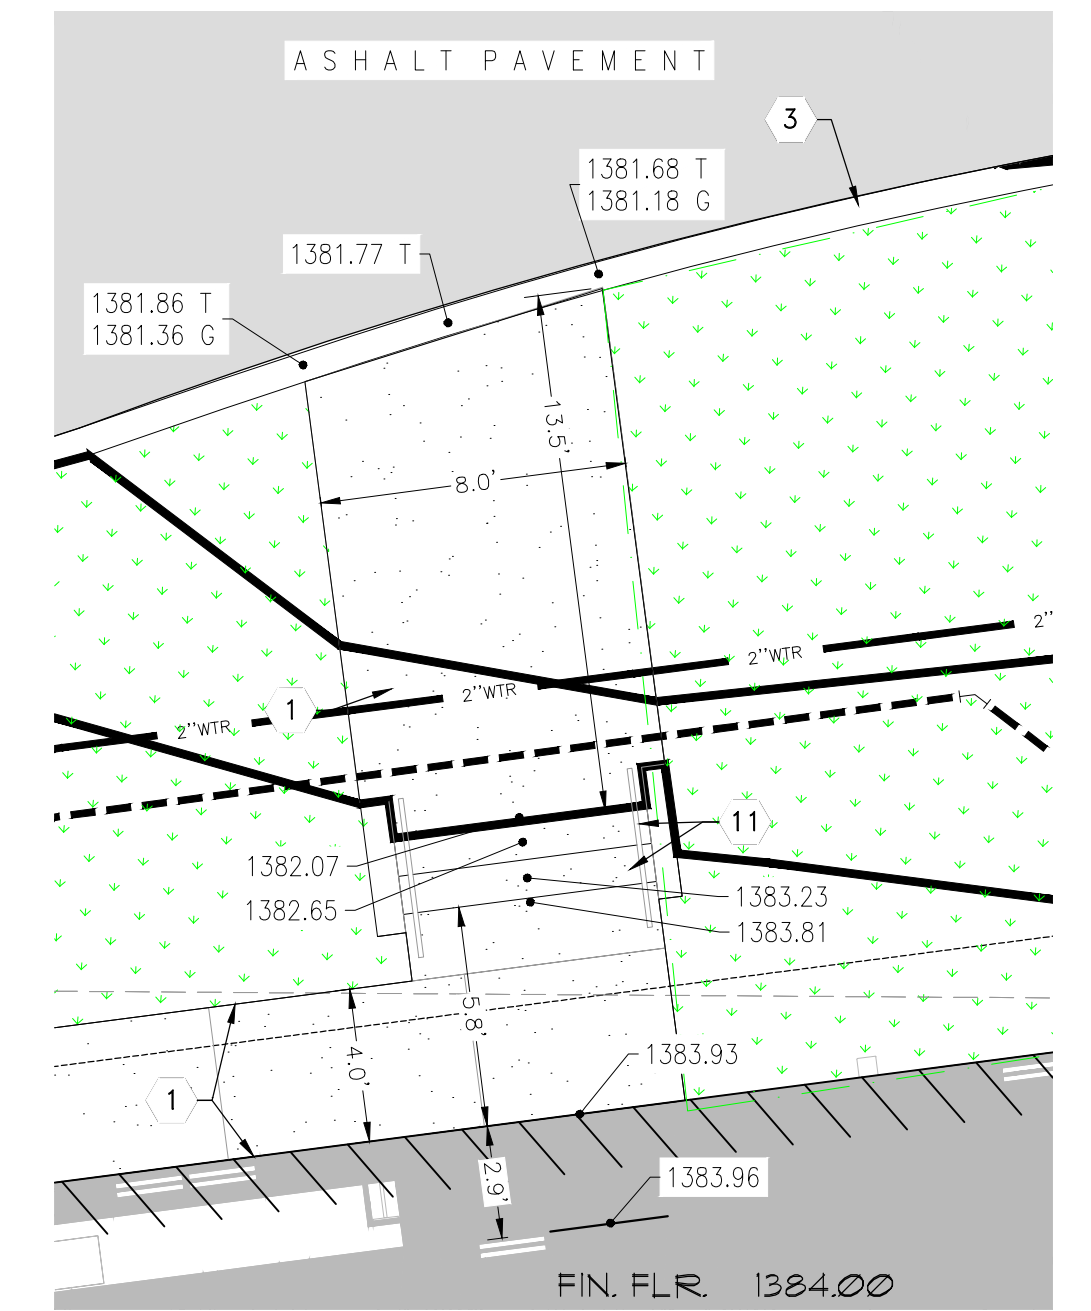 ASHALT PAVEMENT
3
1381.68 T
1381.18 G
1381.77 T
1381.86 T
1381.36 G
13.5'
8.0'
2''
2''WTR
2''WTR
1
2''WTR
11
1382.07
1382.65
1383.23
1383.81
5.8'
4.0'
1383.93
1
2.9'
1383.96
FIN. FLR. 1384.00